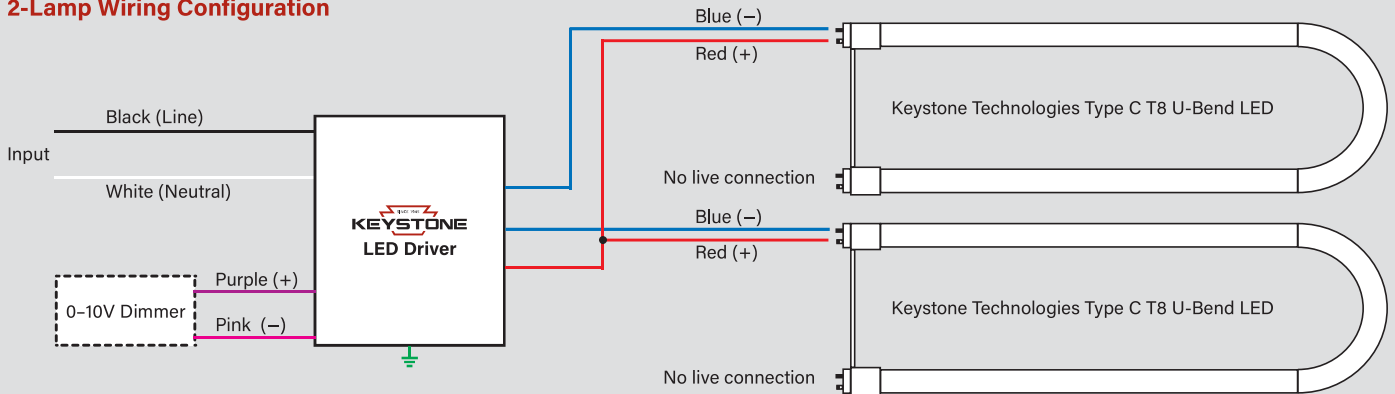 2-Lamp Wiring Configuration
Blue (−)
Red (+)
Keystone Technologies Type C T8 U-Bend LED
No live connection
Input
Black (Line)
White (Neutral)
SINCE 1945
KEYSTONE
LED Driver
Purple (+)
0–10V Dimmer
Pink (−)
Blue (−)
Red (+)
Keystone Technologies Type C T8 U-Bend LED
No live connection